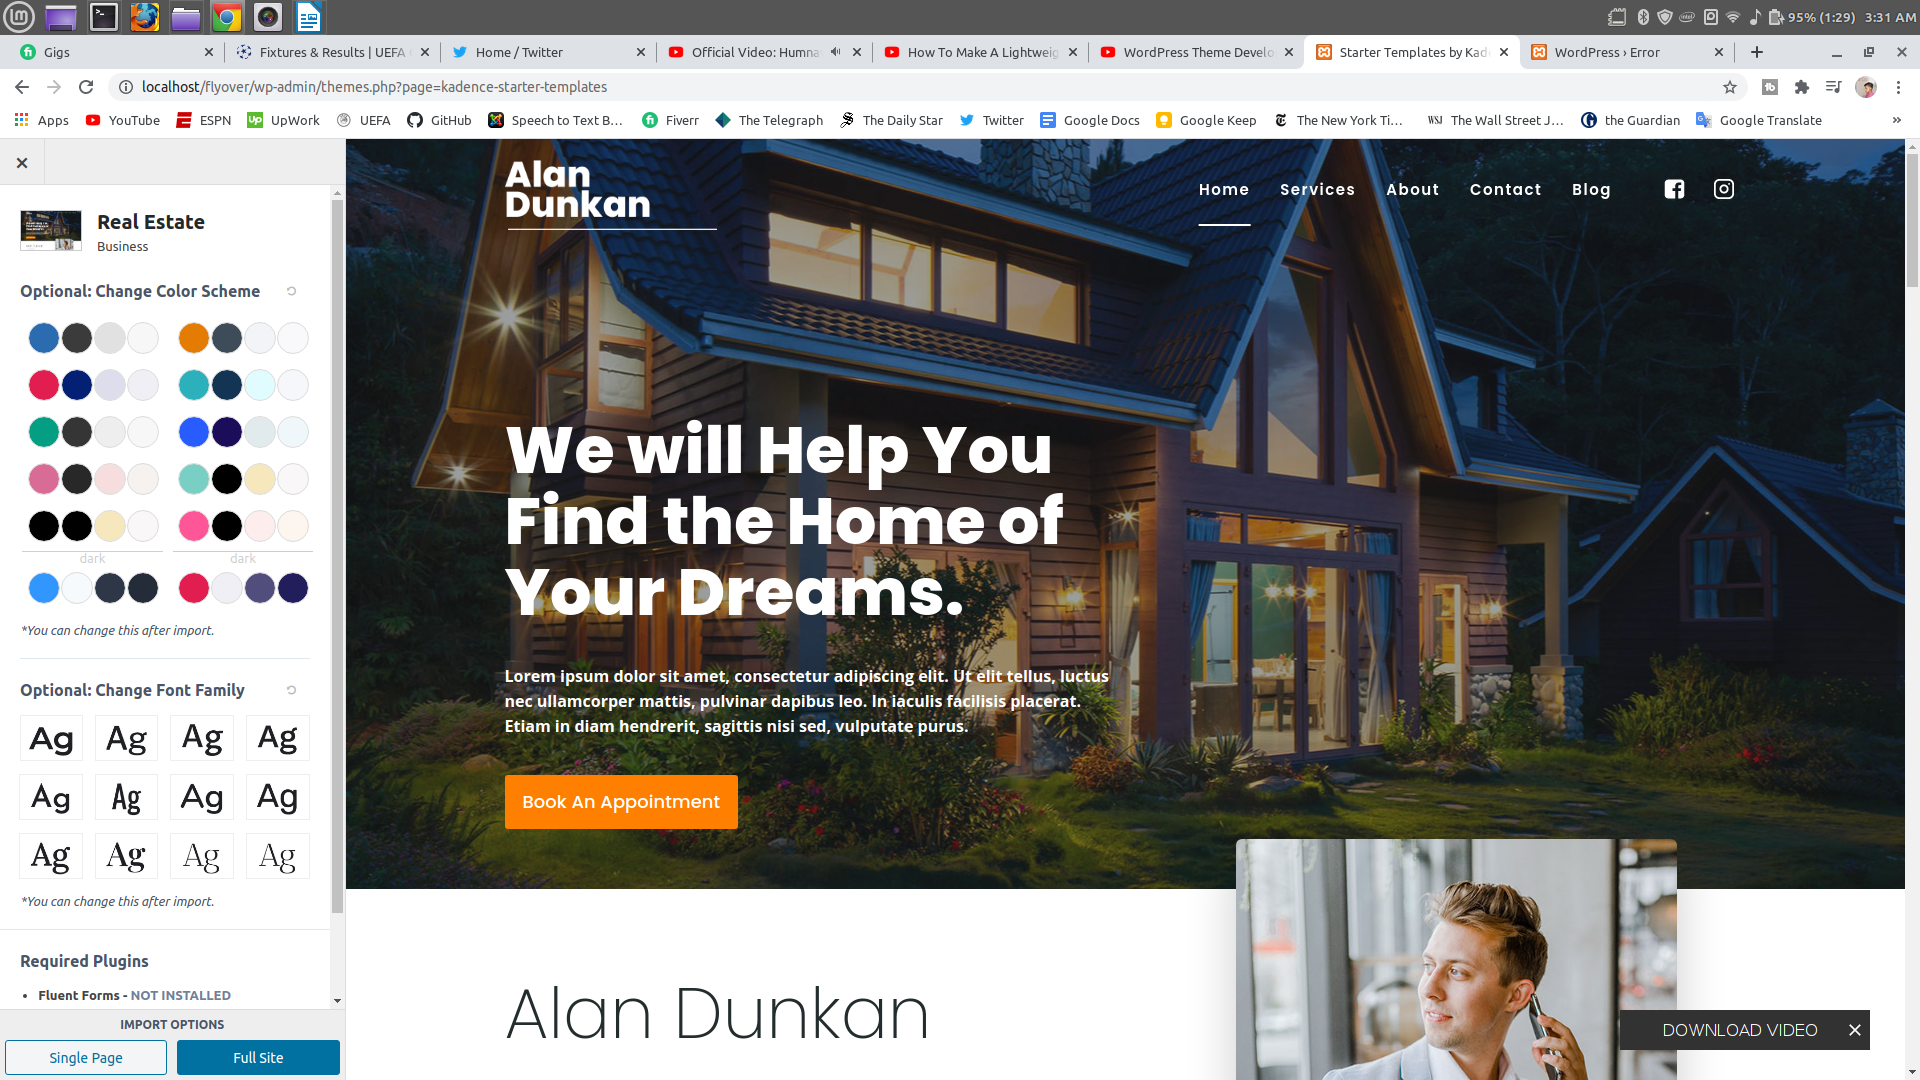 95% (1:29) 3:31 AM
Gigs
Fixtures & Results | UEFA
Home / Twitter
Official Video: Humna
How To Make A Lightweig
WordPress Theme Develo
Starter Templates by Kad
WordPress › Error
localhost/flyover/wp-admin/themes.php?page=kadence-starter-templates
Apps
YouTube
ESPN
UpWork
UEFA
GitHub
Speech to Text B...
Fiverr
The Telegraph
The Daily Star
Twitter
Google Docs
Google Keep
The New York Ti...
The Wall Street J...
the Guardian
Google Translate
»
Real Estate
Business
Optional: Change Color Scheme
dark
dark
*You can change this after import.
Optional: Change Font Family
Ag Ag Ag Ag
Ag Ag Ag Ag
Ag Ag Ag Ag
*You can change this after import.
Required Plugins
• Fluent Forms - NOT INSTALLED
IMPORT OPTIONS
Single Page
Full Site
Alan
Dunkan
Home Services About Contact Blog
We will Help You
Find the Home of
Your Dreams.
Lorem ipsum dolor sit amet, consectetur adipiscing elit. Ut elit tellus, luctus
nec ullamcorper mattis, pulvinar dapibus leo. In iaculis facilisis placerat.
Etiam in diam hendrerit, sagittis nisi sed, vulputate purus.
Book An Appointment
Alan Dunkan
DOWNLOAD VIDEO